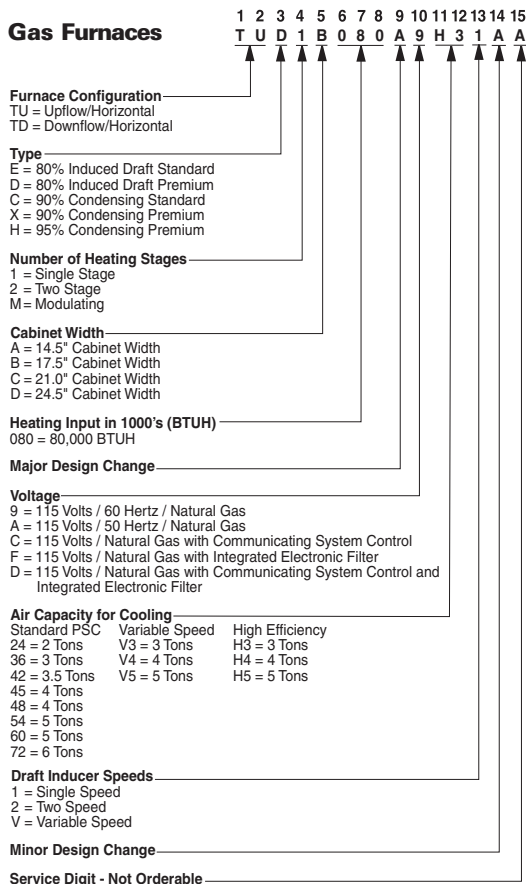 Gas Furnaces
1 2 3 4 5 6 7 8 9 10 11 12 13 14 15
T U D 1 B 0 8 0 A 9 H 3 1 A A
Furnace Configuration
TU = Upflow/Horizontal
TD = Downflow/Horizontal
Type
E = 80% Induced Draft Standard
D = 80% Induced Draft Premium
C = 90% Condensing Standard
X = 90% Condensing Premium
H = 95% Condensing Premium
Number of Heating Stages
1 = Single Stage
2 = Two Stage
M = Modulating
Cabinet Width
A = 14.5" Cabinet Width
B = 17.5" Cabinet Width
C = 21.0" Cabinet Width
D = 24.5" Cabinet Width
Heating Input in 1000's (BTUH)
080 = 80,000 BTUH
Major Design Change
Voltage
9 = 115 Volts / 60 Hertz / Natural Gas
A = 115 Volts / 50 Hertz / Natural Gas
C = 115 Volts / Natural Gas with Communicating System Control
F = 115 Volts / Natural Gas with Integrated Electronic Filter
D = 115 Volts / Natural Gas with Communicating System Control and
Integrated Electronic Filter
Air Capacity for Cooling
Standard PSC Variable Speed High Efficiency
24 = 2 Tons V3 = 3 Tons H3 = 3 Tons
36 = 3 Tons V4 = 4 Tons H4 = 4 Tons
42 = 3.5 Tons V5 = 5 Tons H5 = 5 Tons
45 = 4 Tons
48 = 4 Tons
54 = 5 Tons
60 = 5 Tons
72 = 6 Tons
Draft Inducer Speeds
1 = Single Speed
2 = Two Speed
V = Variable Speed
Minor Design Change
Service Digit - Not Orderable